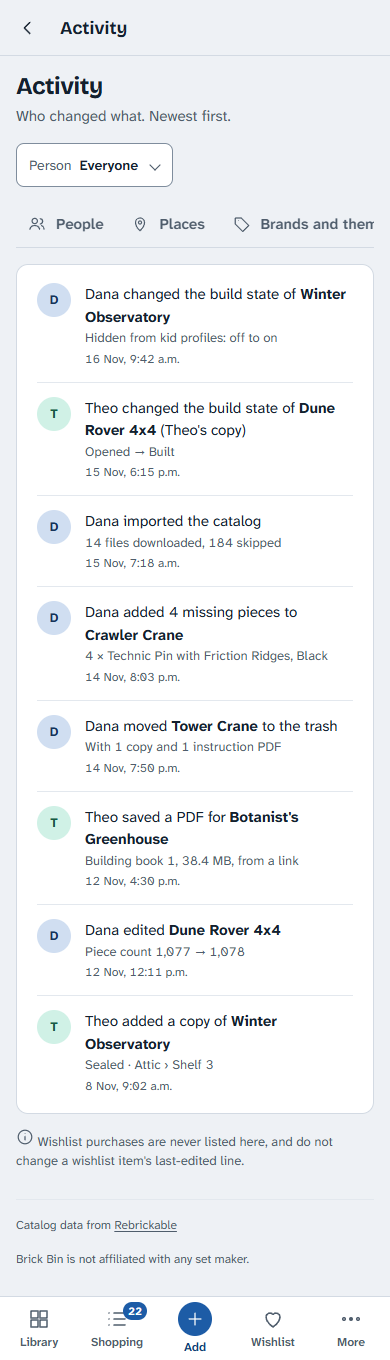 Activity
Activity
Who changed what. Newest first.
Person Everyone
People Places Brands and them
D
Dana changed the build state of Winter
Observatory
Hidden from kid profiles: off to on
16 Nov, 9:42 a.m.
T
Theo changed the build state of Dune
Rover 4x4 (Theo's copy)
Opened → Built
15 Nov, 6:15 p.m.
D
Dana imported the catalog
14 files downloaded, 184 skipped
15 Nov, 7:18 a.m.
D
Dana added 4 missing pieces to
Crawler Crane
4 × Technic Pin with Friction Ridges, Black
14 Nov, 8:03 p.m.
D
Dana moved Tower Crane to the trash
With 1 copy and 1 instruction PDF
14 Nov, 7:50 p.m.
T
Theo saved a PDF for Botanist's
Greenhouse
Building book 1, 38.4 MB, from a link
12 Nov, 4:30 p.m.
D
Dana edited Dune Rover 4x4
Piece count 1,077 → 1,078
12 Nov, 12:11 p.m.
T
Theo added a copy of Winter
Observatory
Sealed · Attic › Shelf 3
8 Nov, 9:02 a.m.
Wishlist purchases are never listed here, and do not
change a wishlist item's last-edited line.
Catalog data from Rebrickable
Brick Bin is not affiliated with any set maker.
22
Library Shopping Add Wishlist More